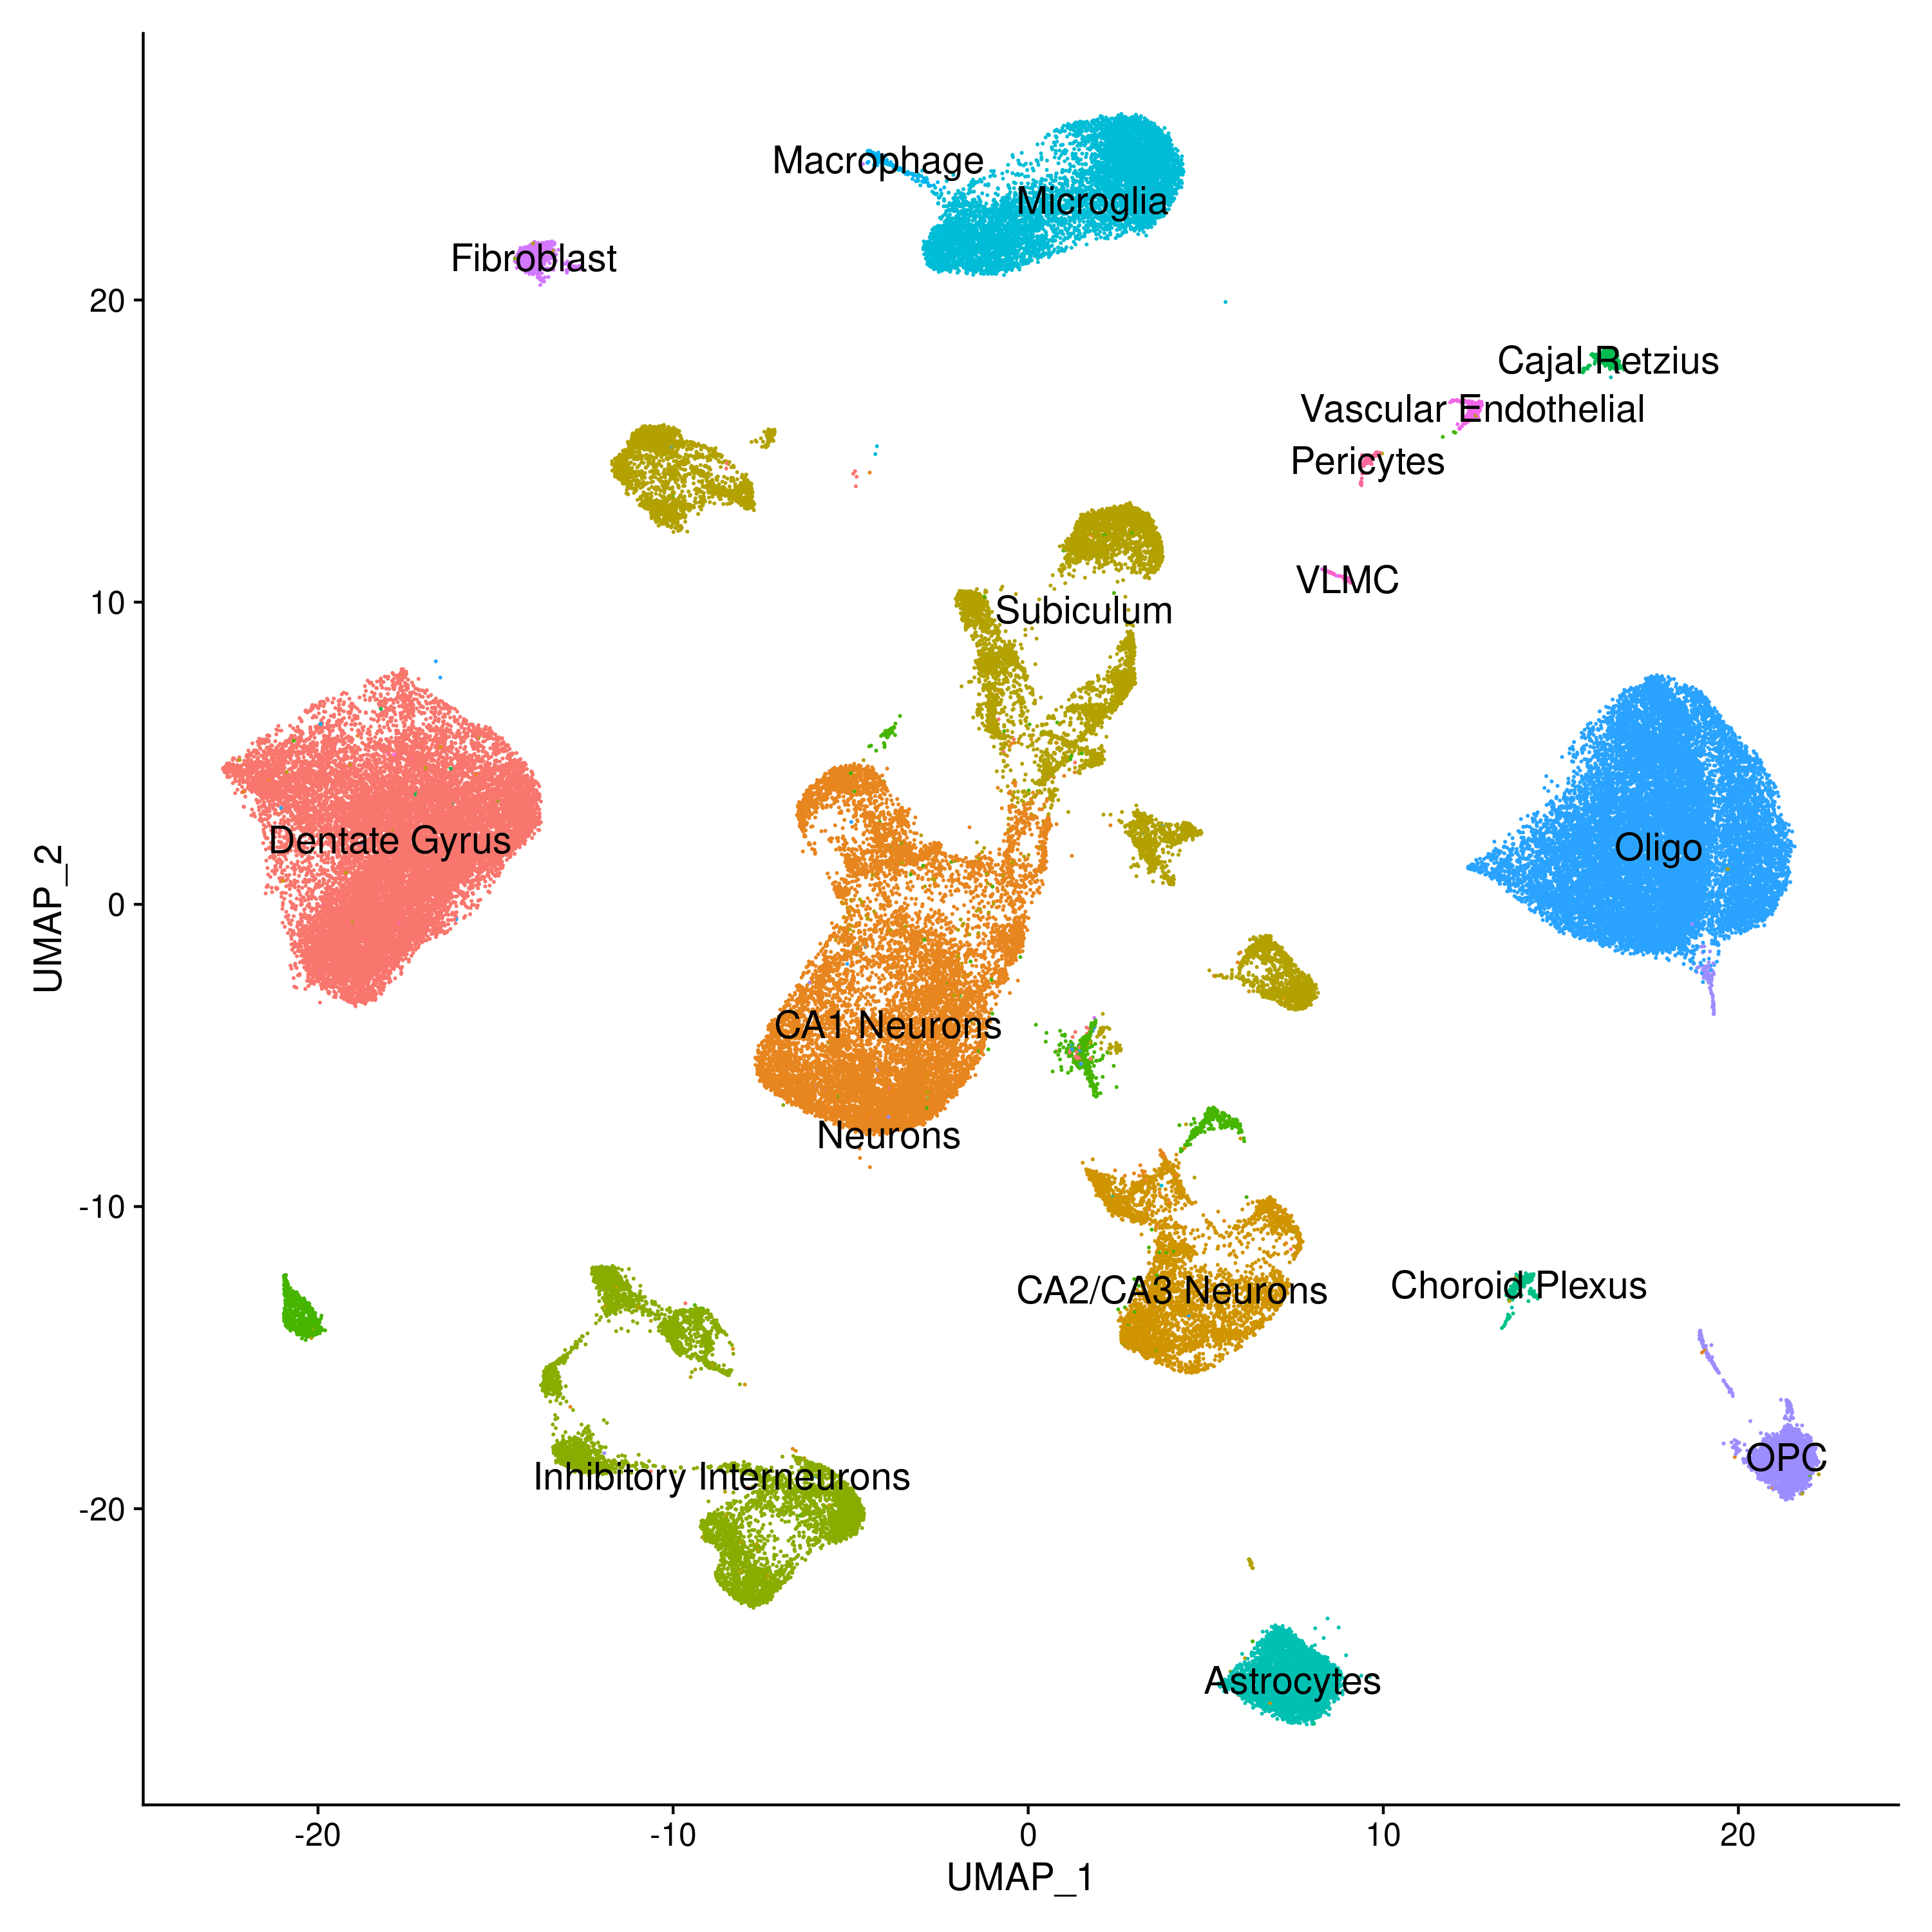 Macrophage
Microglia
Fibroblast
20
Cajal Retzius
Vascular Endothelial
Pericytes
VLMC
10
Subiculum
Dentate Gyrus
Oligo
UMAP_2
0
CA1 Neurons
Neurons
-10
CA2/CA3 Neurons
Choroid Plexus
OPC
Inhibitory Interneurons
-20
Astrocytes
-20
-10
0
10
20
UMAP_1